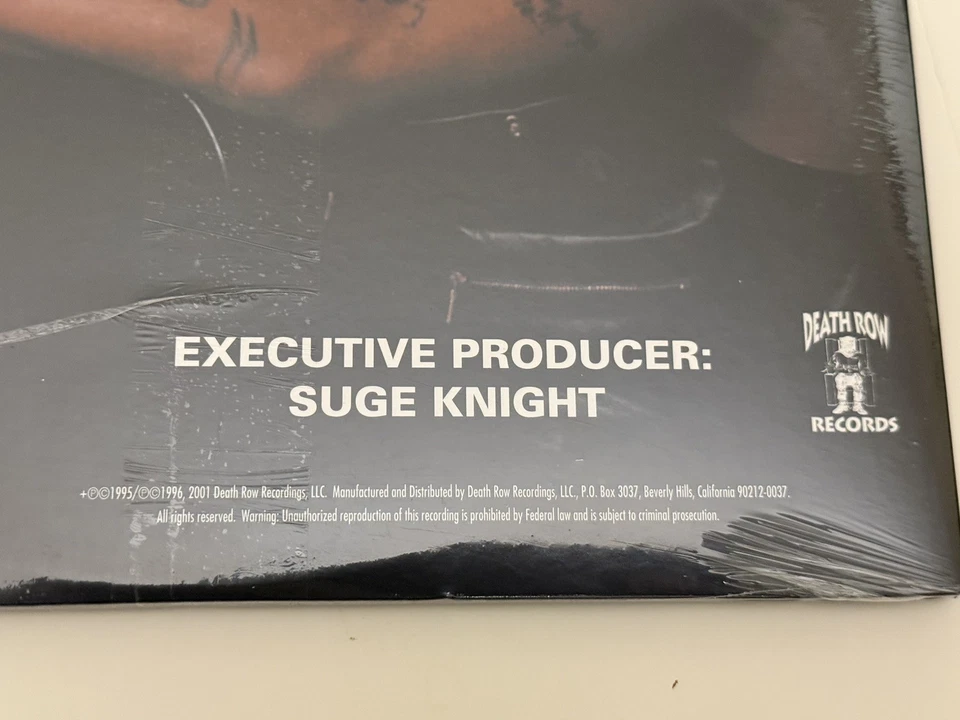 EXECUTIVE PRODUCER:
SUGE KNIGHT
DEATH ROW
RECORDS
+℗©1995/℗©1996, 2001 Death Row Recordings, LLC. Manufactured and Distributed by Death Row Recordings, LLC., P.O. Box 3037, Beverly Hills, California 90212-0037.
All rights reserved. Warning: Unauthorized reproduction of this recording is prohibited by Federal law and is subject to criminal prosecution.